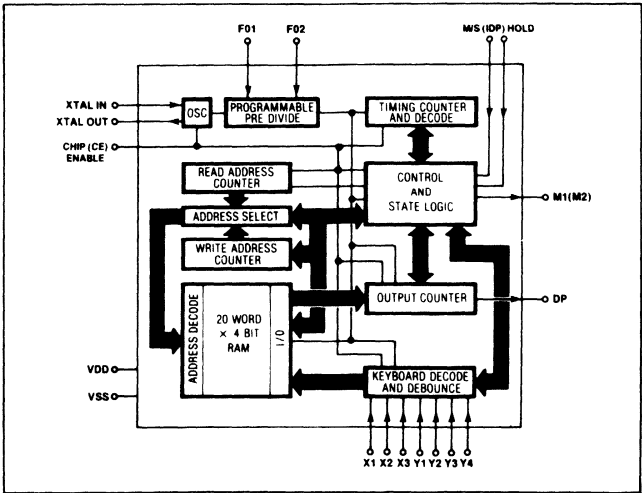 F01 F02 M/S (IDP) HOLD
XTAL IN
XTAL OUT
OSC
PROGRAMMABLE
PRE DIVIDE
TIMING COUNTER
AND DECODE
CHIP (CE)
ENABLE
READ ADDRESS
COUNTER
CONTROL
AND
STATE LOGIC
M1(M2)
ADDRESS SELECT
WRITE ADDRESS
COUNTER
ADDRESS DECODE
20 WORD
× 4 BIT
RAM
I/O
OUTPUT COUNTER
DP
VDD
VSS
KEYBOARD DECODE
AND DEBOUNCE
X1 X2 X3 Y1 Y2 Y3 Y4